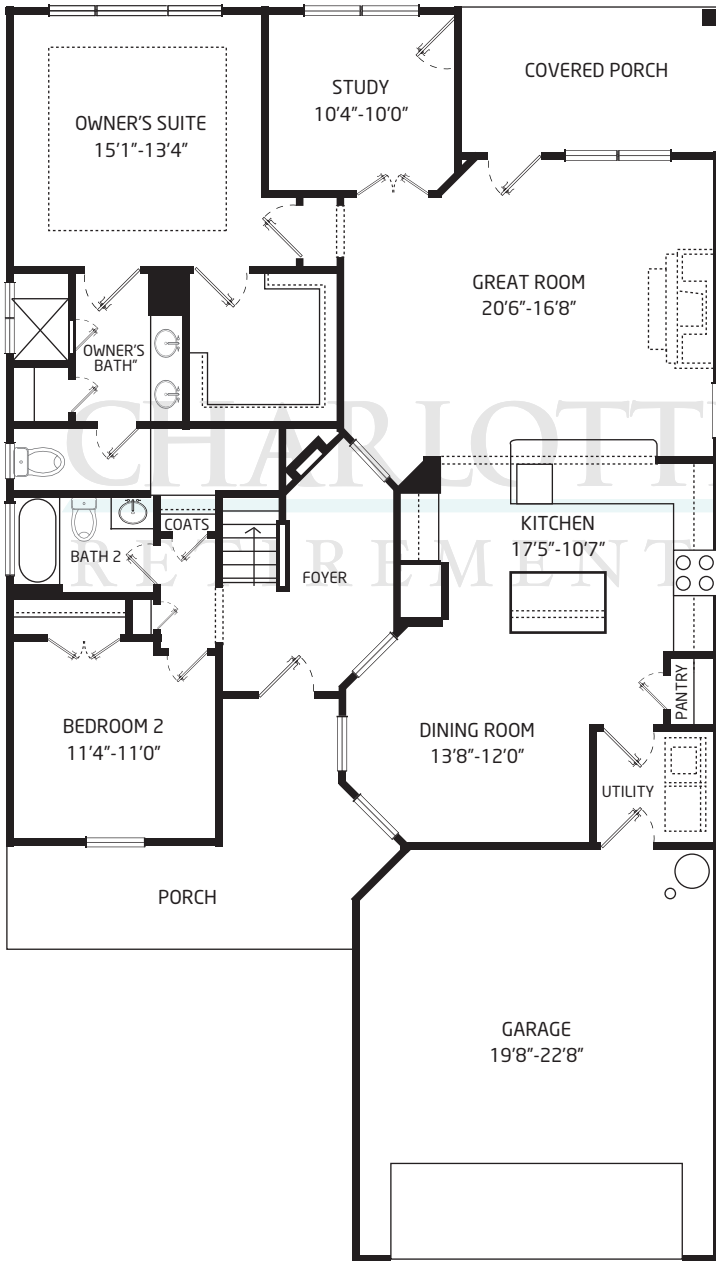 OWNER'S SUITE
15'1"-13'4"
STUDY
10'4"-10'0"
COVERED PORCH
GREAT ROOM
20'6"-16'8"
OWNER'S
BATH"
CHARLOTTE
RETIREMENT
COATS
BATH 2
FOYER
KITCHEN
17'5"-10'7"
PANTRY
BEDROOM 2
11'4"-11'0"
DINING ROOM
13'8"-12'0"
UTILITY
PORCH
GARAGE
19'8"-22'8"